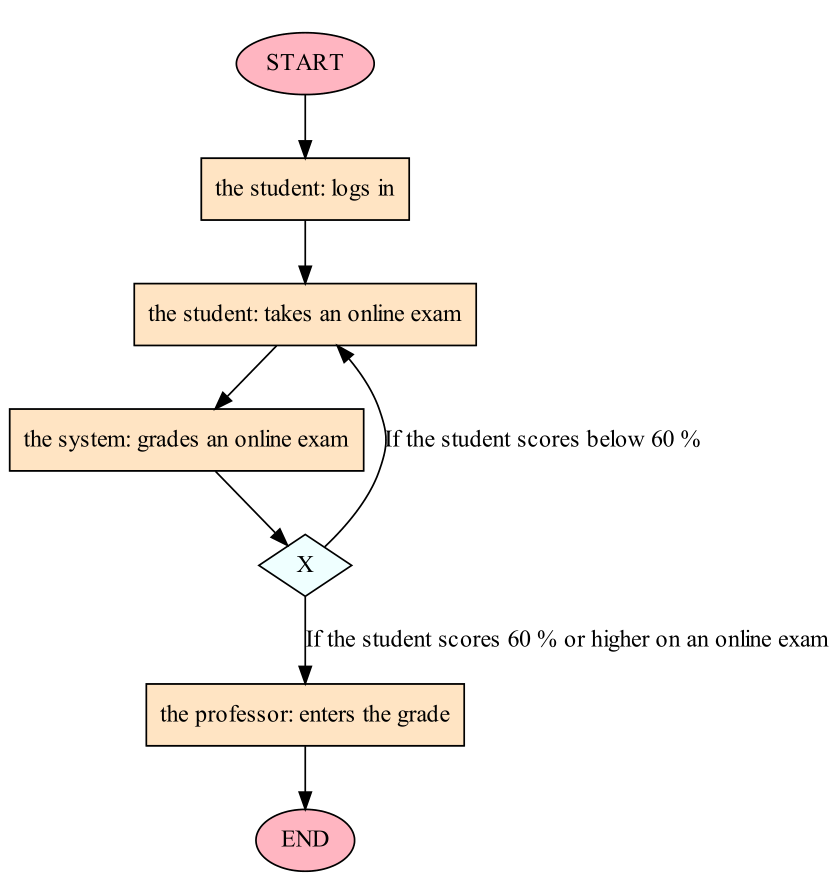 START
the student: logs in
the student: takes an online exam
the system: grades an online exam
If the student scores below 60 %
X
If the student scores 60 % or higher on an online exam
the professor: enters the grade
END